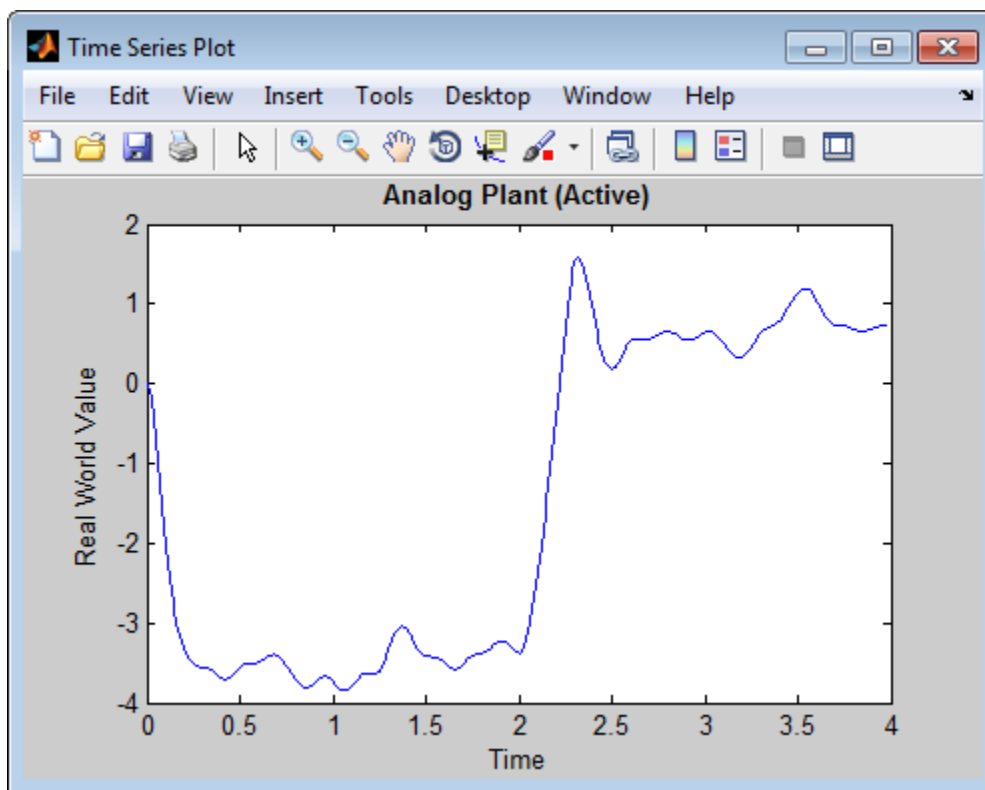 Time Series Plot
File Edit View Insert Tools Desktop Window Help
Analog Plant (Active)
Real World Value
2
1
0
-1
-2
-3
-4
0 0.5 1 1.5 2 2.5 3 3.5 4
Time